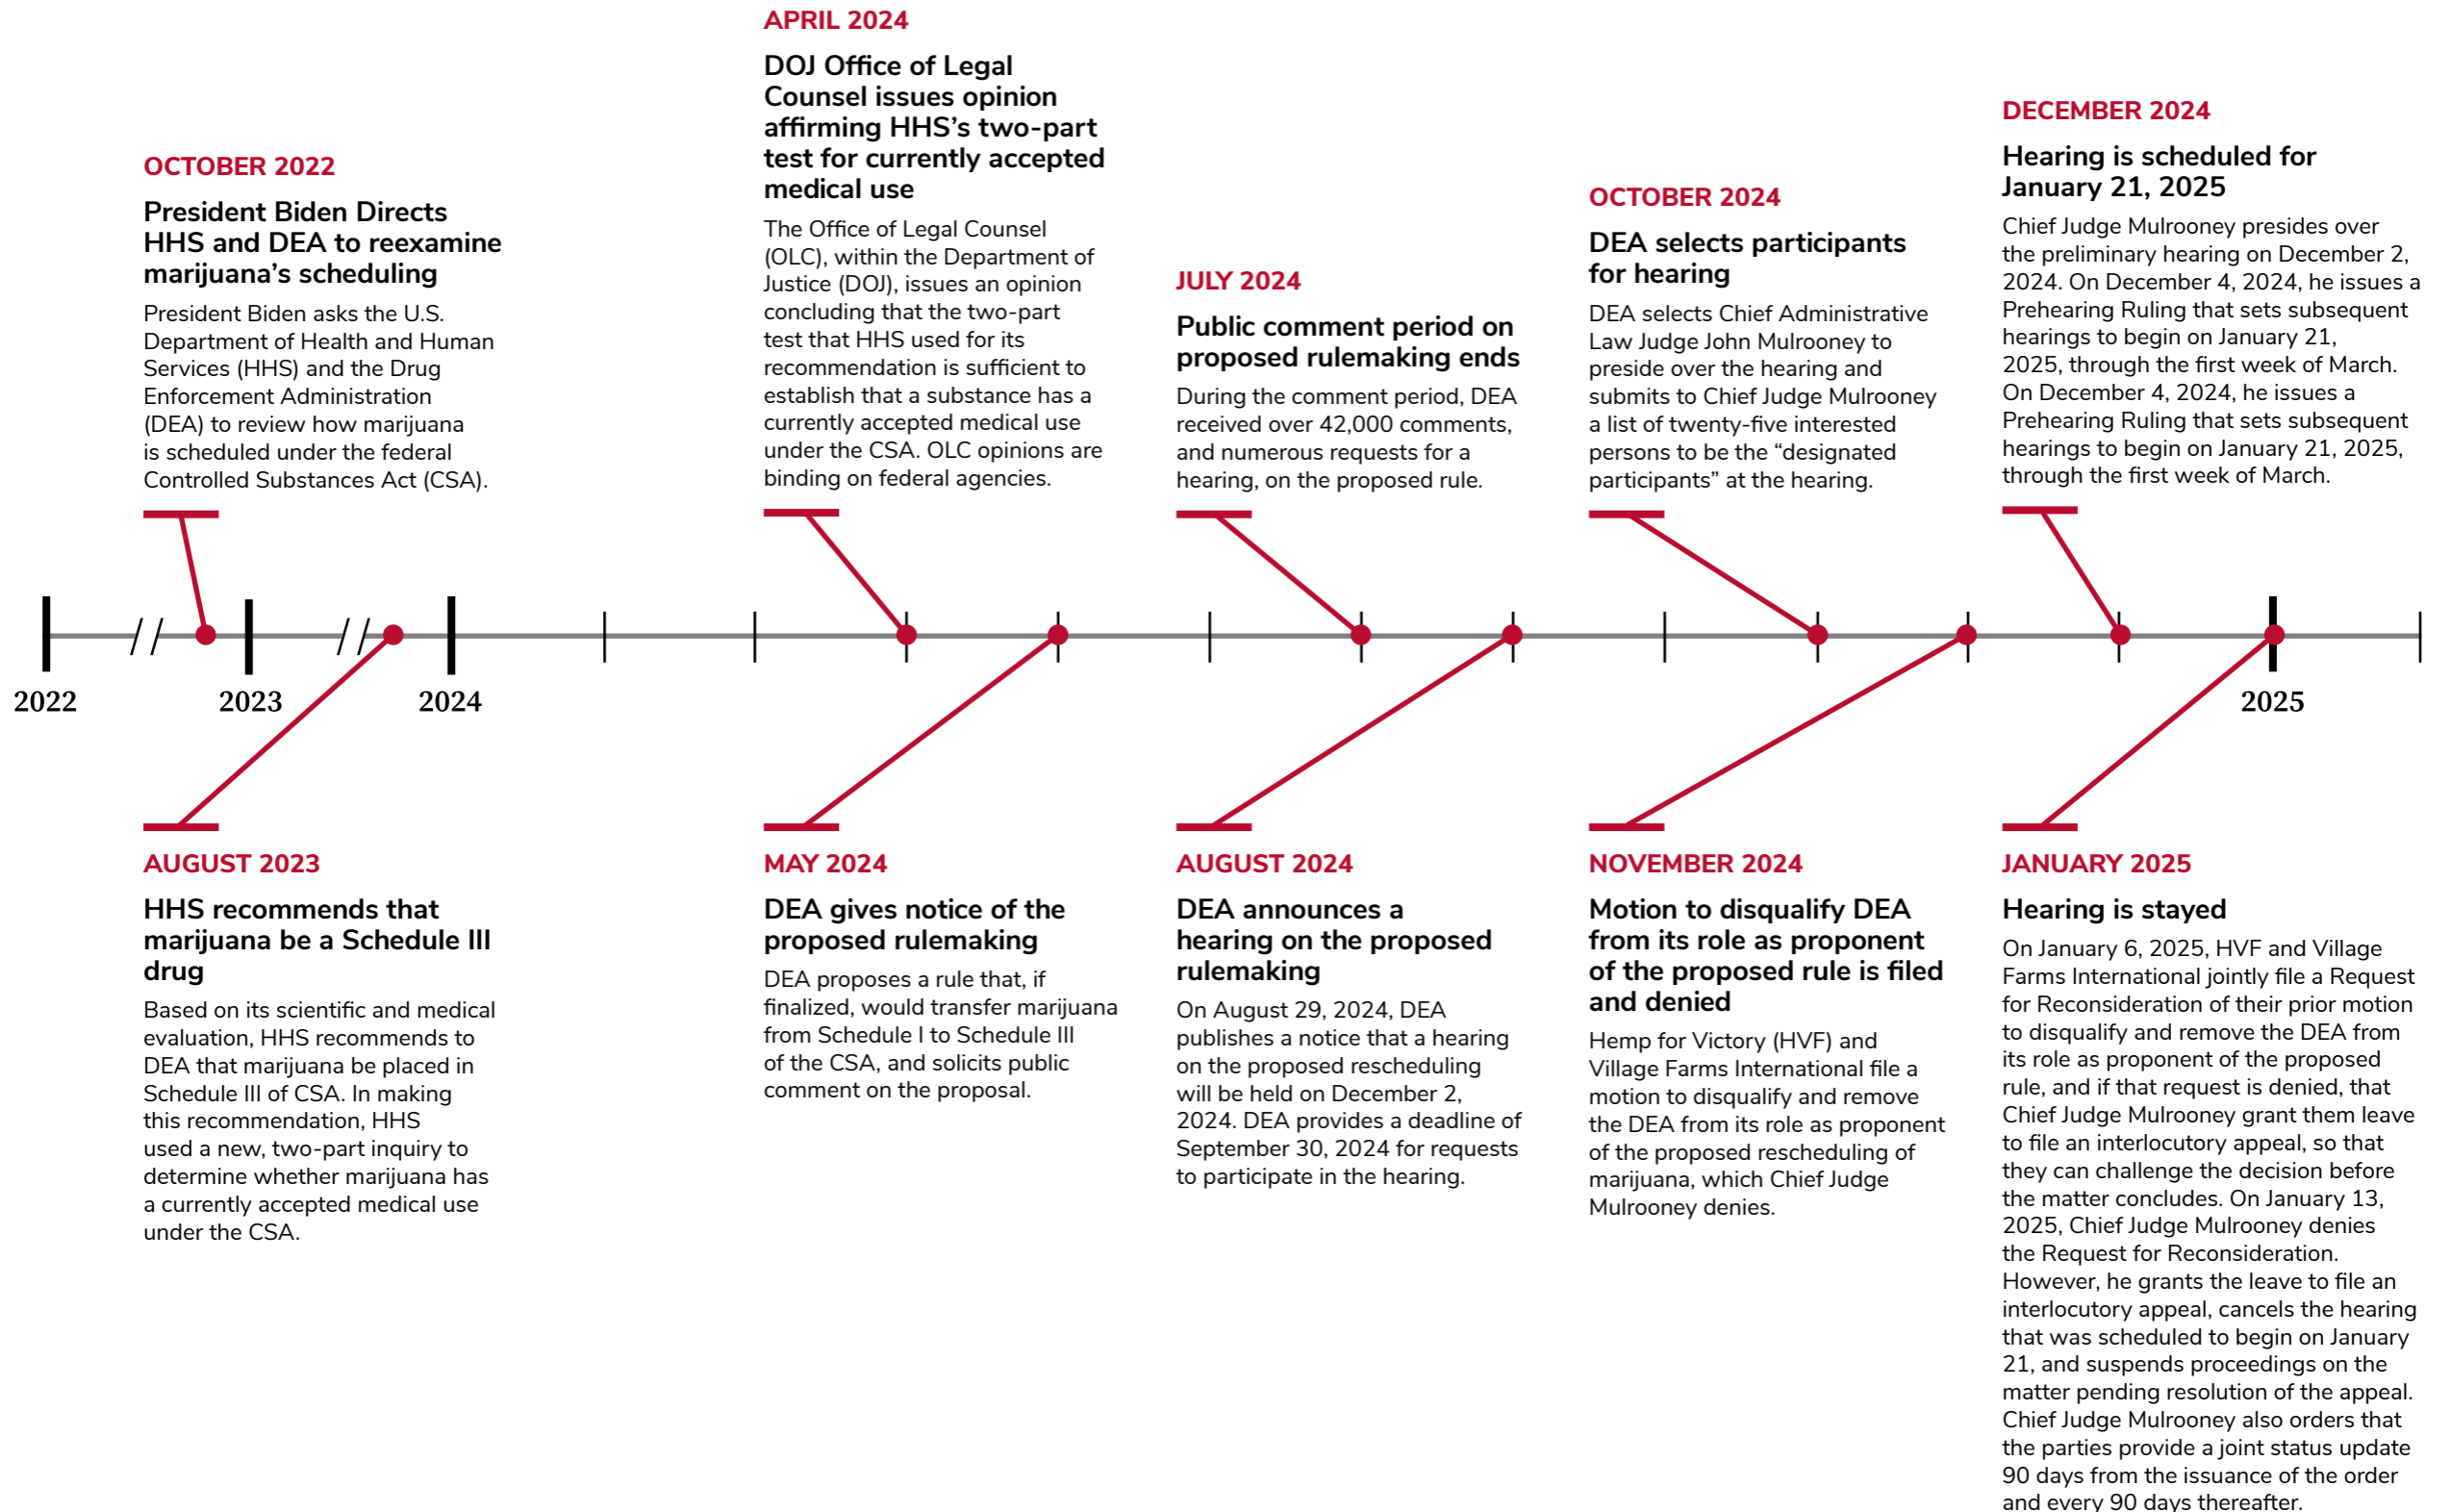 APRIL 2024
DOJ Office of Legal
Counsel issues opinion
affirming HHS’s two-part
test for currently accepted
medical use
The Office of Legal Counsel
(OLC), within the Department of
Justice (DOJ), issues an opinion
concluding that the two-part
test that HHS used for its
recommendation is sufficient to
establish that a substance has a
currently accepted medical use
under the CSA. OLC opinions are
binding on federal agencies.
DECEMBER 2024
Hearing is scheduled for
January 21, 2025
Chief Judge Mulrooney presides over
the preliminary hearing on December 2,
2024. On December 4, 2024, he issues a
Prehearing Ruling that sets subsequent
hearings to begin on January 21,
2025, through the first week of March.
On December 4, 2024, he issues a
Prehearing Ruling that sets subsequent
hearings to begin on January 21, 2025,
through the first week of March.
OCTOBER 2022
President Biden Directs
HHS and DEA to reexamine
marijuana’s scheduling
President Biden asks the U.S.
Department of Health and Human
Services (HHS) and the Drug
Enforcement Administration
(DEA) to review how marijuana
is scheduled under the federal
Controlled Substances Act (CSA).
OCTOBER 2024
DEA selects participants
for hearing
DEA selects Chief Administrative
Law Judge John Mulrooney to
preside over the hearing and
submits to Chief Judge Mulrooney
a list of twenty-five interested
persons to be the “designated
participants” at the hearing.
JULY 2024
Public comment period on
proposed rulemaking ends
During the comment period, DEA
received over 42,000 comments,
and numerous requests for a
hearing, on the proposed rule.
2022
2023
2024
2025
AUGUST 2023
HHS recommends that
marijuana be a Schedule III
drug
Based on its scientific and medical
evaluation, HHS recommends to
DEA that marijuana be placed in
Schedule III of CSA. In making
this recommendation, HHS
used a new, two-part inquiry to
determine whether marijuana has
a currently accepted medical use
under the CSA.
MAY 2024
DEA gives notice of the
proposed rulemaking
DEA proposes a rule that, if
finalized, would transfer marijuana
from Schedule I to Schedule III
of the CSA, and solicits public
comment on the proposal.
AUGUST 2024
DEA announces a
hearing on the proposed
rulemaking
On August 29, 2024, DEA
publishes a notice that a hearing
on the proposed rescheduling
will be held on December 2,
2024. DEA provides a deadline of
September 30, 2024 for requests
to participate in the hearing.
NOVEMBER 2024
Motion to disqualify DEA
from its role as proponent
of the proposed rule is filed
and denied
Hemp for Victory (HVF) and
Village Farms International file a
motion to disqualify and remove
the DEA from its role as proponent
of the proposed rescheduling of
marijuana, which Chief Judge
Mulrooney denies.
JANUARY 2025
Hearing is stayed
On January 6, 2025, HVF and Village
Farms International jointly file a Request
for Reconsideration of their prior motion
to disqualify and remove the DEA from
its role as proponent of the proposed
rule, and if that request is denied, that
Chief Judge Mulrooney grant them leave
to file an interlocutory appeal, so that
they can challenge the decision before
the matter concludes. On January 13,
2025, Chief Judge Mulrooney denies
the Request for Reconsideration.
However, he grants the leave to file an
interlocutory appeal, cancels the hearing
that was scheduled to begin on January
21, and suspends proceedings on the
matter pending resolution of the appeal.
Chief Judge Mulrooney also orders that
the parties provide a joint status update
90 days from the issuance of the order
and every 90 days thereafter.